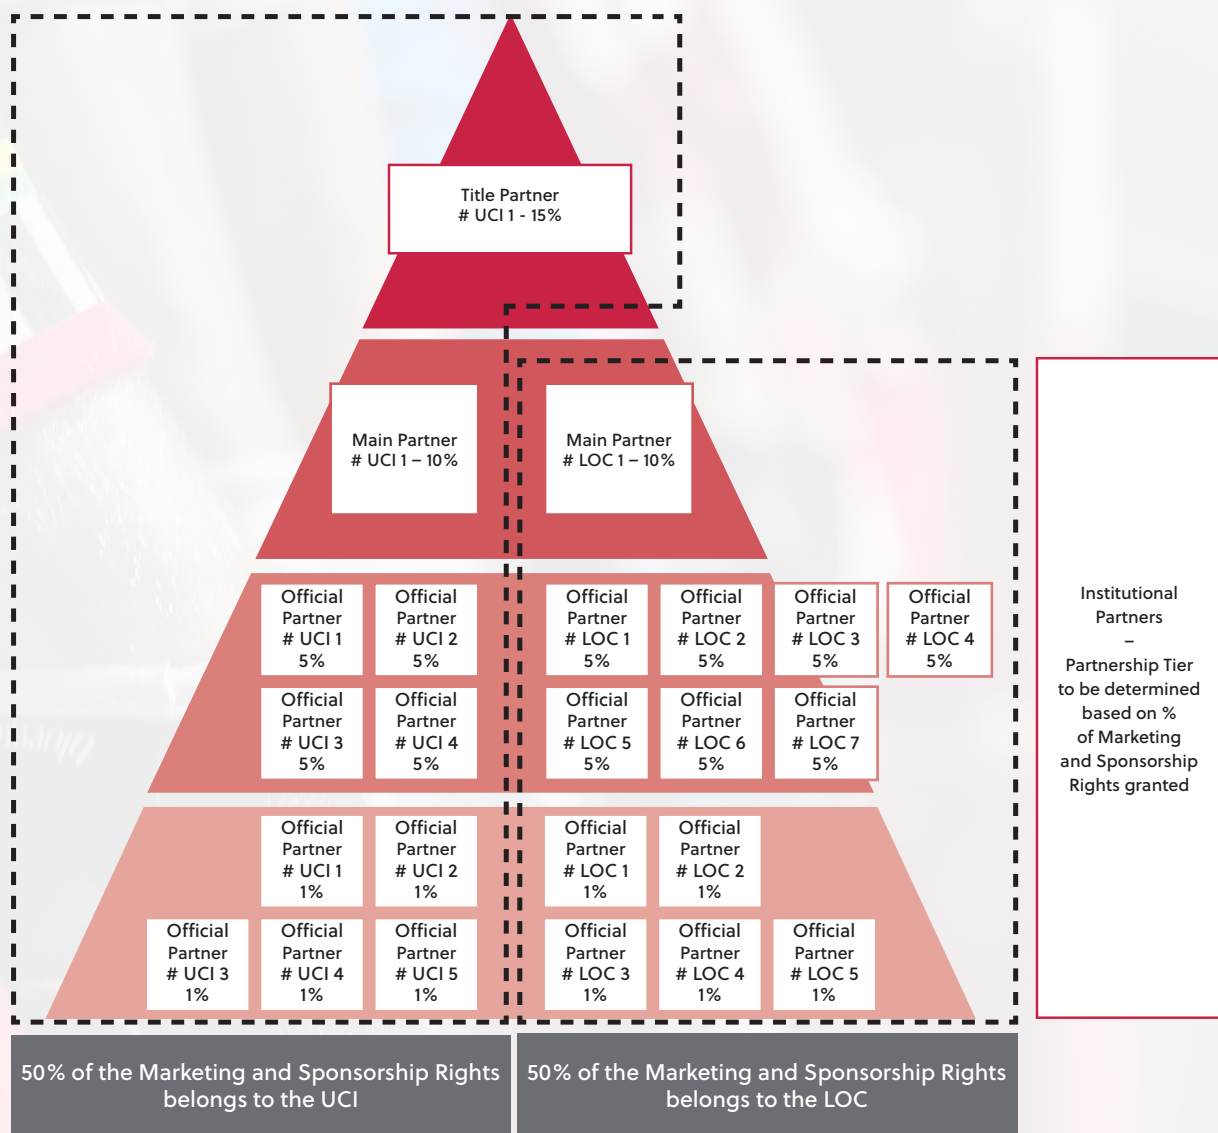 Title Partner
# UCI 1 - 15%
Main Partner
# UCI 1 – 10%
Main Partner
# LOC 1 – 10%
Official
Partner
# UCI 1
5%
Official
Partner
# UCI 2
5%
Official
Partner
# LOC 1
5%
Official
Partner
# LOC 2
5%
Official
Partner
# LOC 3
5%
Official
Partner
# LOC 4
5%
Official
Partner
# UCI 3
5%
Official
Partner
# UCI 4
5%
Official
Partner
# LOC 5
5%
Official
Partner
# LOC 6
5%
Official
Partner
# LOC 7
5%
Official
Partner
# UCI 1
1%
Official
Partner
# UCI 2
1%
Official
Partner
# LOC 1
1%
Official
Partner
# LOC 2
1%
Official
Partner
# UCI 3
1%
Official
Partner
# UCI 4
1%
Official
Partner
# UCI 5
1%
Official
Partner
# LOC 3
1%
Official
Partner
# LOC 4
1%
Official
Partner
# LOC 5
1%
Institutional
Partners
–
Partnership Tier
to be determined
based on %
of Marketing
and Sponsorship
Rights granted
50% of the Marketing and Sponsorship Rights
belongs to the UCI
50% of the Marketing and Sponsorship Rights
belongs to the LOC